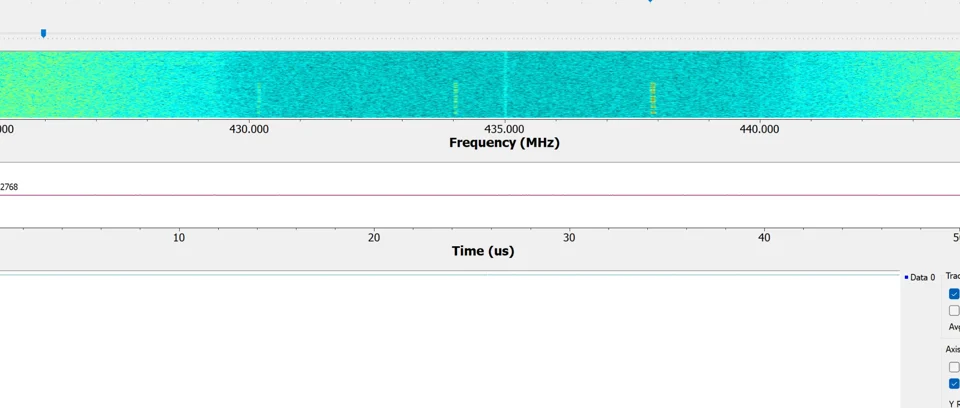 000 430.000 435.000 440.000
Frequency (MHz)
2768
10 20 30 40 50
Time (us)
Data 0
Trac
Avg
Axis
Y R